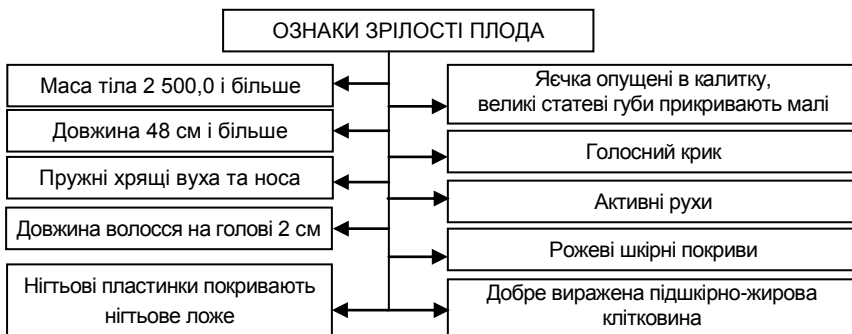 ОЗНАКИ ЗРІЛОСТІ ПЛОДА
Маса тіла 2 500,0 і більше
Довжина 48 см і більше
Пружні хрящі вуха та носа
Довжина волосся на голові 2 см
Нігтьові пластинки покривають
нігтьове ложе
Яєчка опущені в калитку,
великі статеві губи прикривають малі
Голосний крик
Активні рухи
Рожеві шкірні покриви
Добре виражена підшкірно-жирова
клітковина